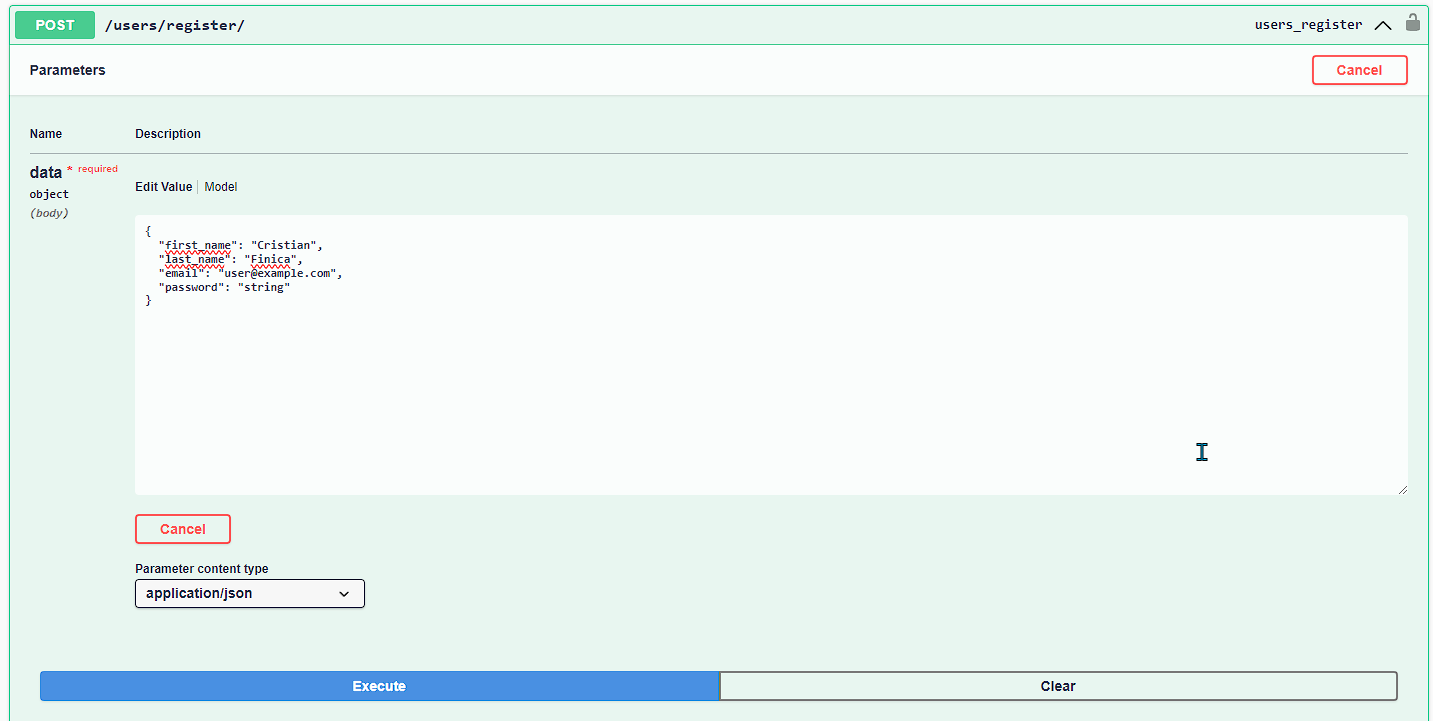 POST /users/register/ users_register
Parameters Cancel
Name Description
data * required
object
(body)
Edit Value | Model
{
  "first_name": "Cristian",
  "last_name": "Finica",
  "email": "user@example.com",
  "password": "string"
}
Cancel
Parameter content type
application/json
Execute Clear